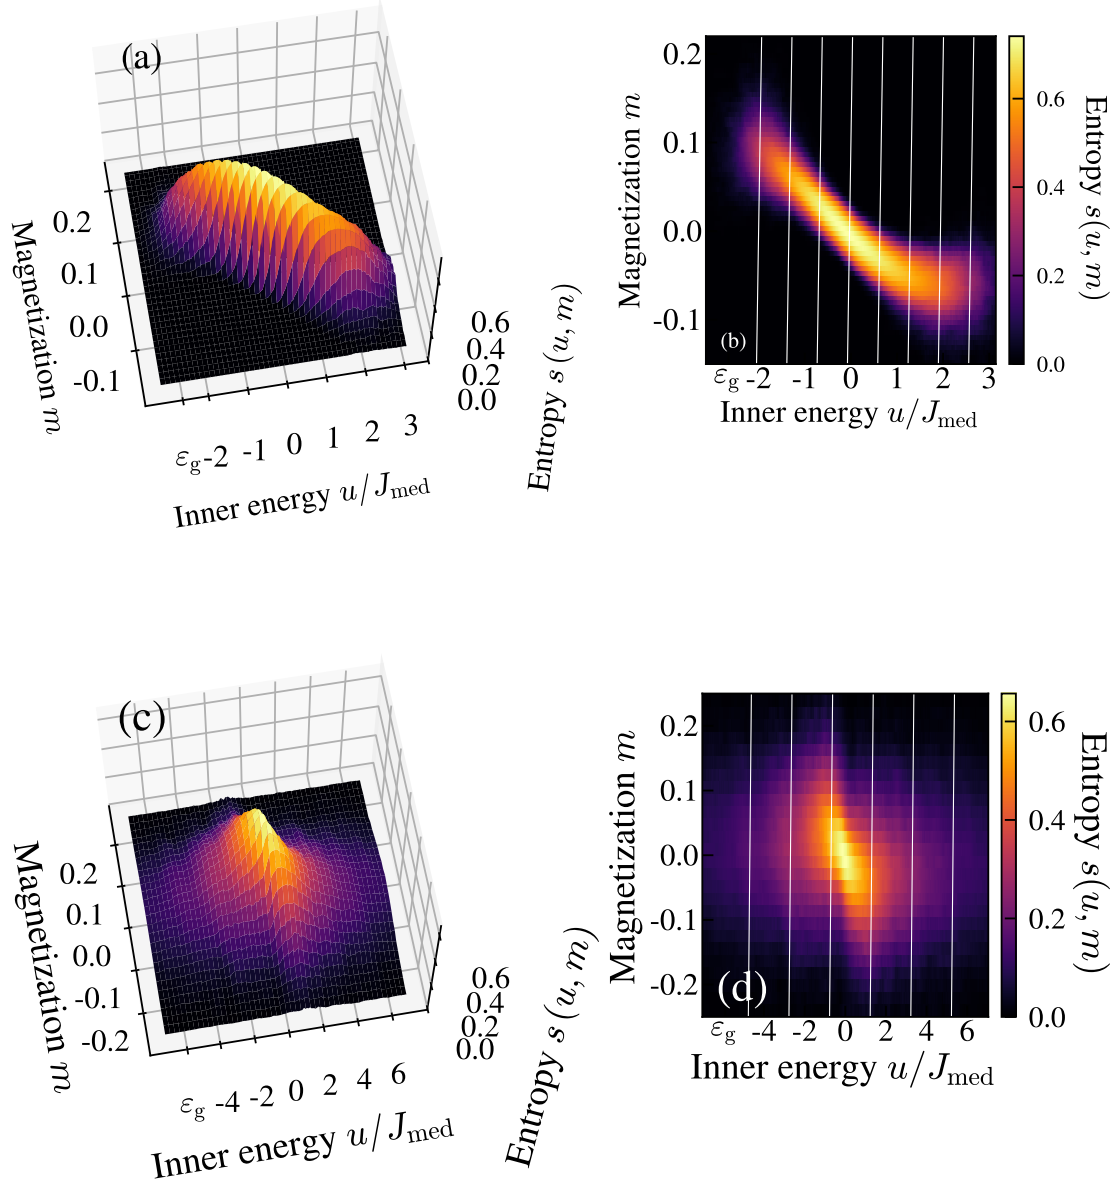 (a)
0.2
0.1
0.0
-0.1
Magnetization m
εg -2 -1 0 1 2 3
Inner energy u/Jmed
0.6
0.4
0.2
0.0
Entropy s(u, m)
0.2
0.1
0.0
-0.1
Magnetization m
(b)
εg -2 -1 0 1 2 3
Inner energy u/Jmed
0.6
0.4
0.2
0.0
Entropy s(u, m)
(c)
0.2
0.1
0.0
-0.1
-0.2
Magnetization m
εg -4 -2 0 2 4 6
Inner energy u/Jmed
0.6
0.4
0.2
0.0
Entropy s(u, m)
0.2
0.1
0.0
-0.1
-0.2
Magnetization m
(d)
εg -4 -2 0 2 4 6
Inner energy u/Jmed
0.6
0.4
0.2
0.0
Entropy s(u, m)